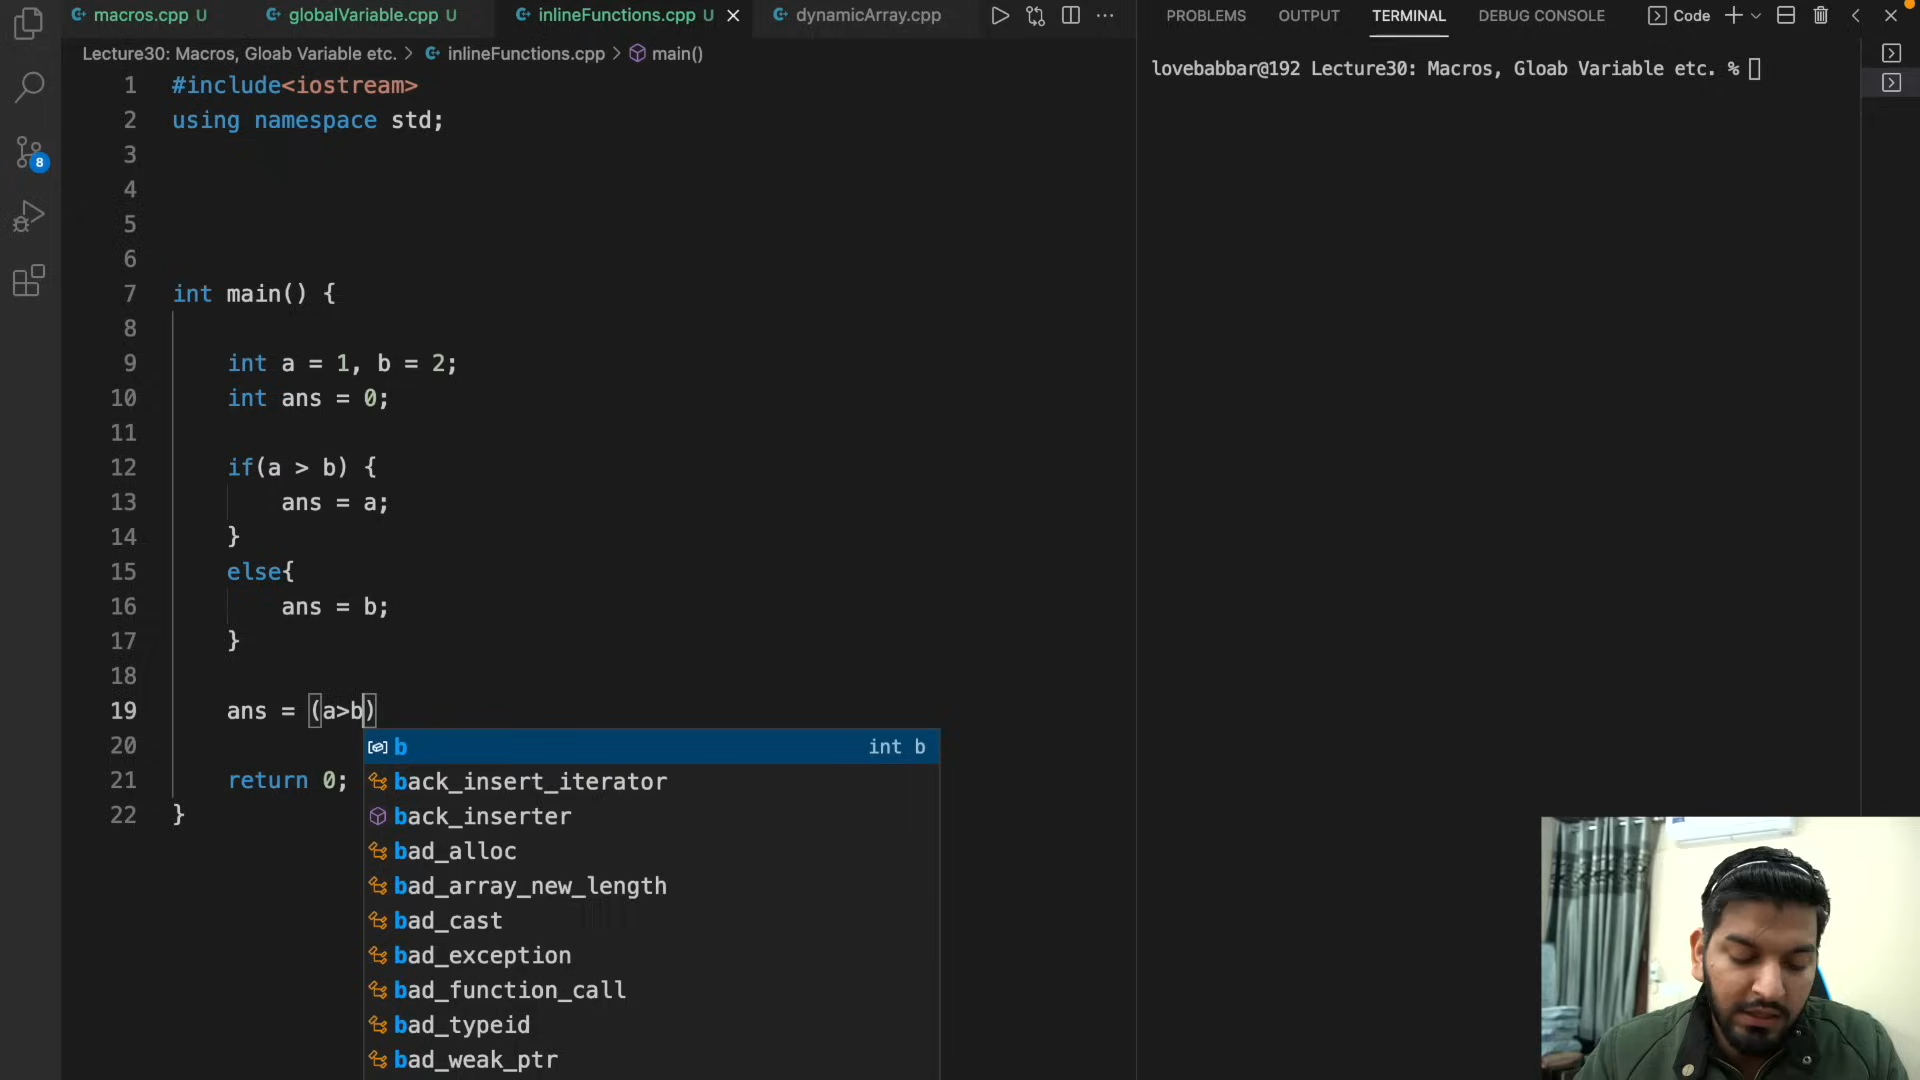 macros.cpp U globalVariable.cpp U inlineFunctions.cpp U dynamicArray.cpp
PROBLEMS OUTPUT TERMINAL DEBUG CONSOLE Code
Lecture30: Macros, Gloab Variable etc. > inlineFunctions.cpp > main()
lovebabbar@192 Lecture30: Macros, Gloab Variable etc. %
8
1 #include<iostream>
2 using namespace std;
3
4
5
6
7 int main() {
8
9 int a = 1, b = 2;
10 int ans = 0;
11
12 if(a > b) {
13 ans = a;
14 }
15 else{
16 ans = b;
17 }
18
19 ans = (a>b)
20
21 return 0;
22 }
b int b
back_insert_iterator
back_inserter
bad_alloc
bad_array_new_length
bad_cast
bad_exception
bad_function_call
bad_typeid
bad_weak_ptr